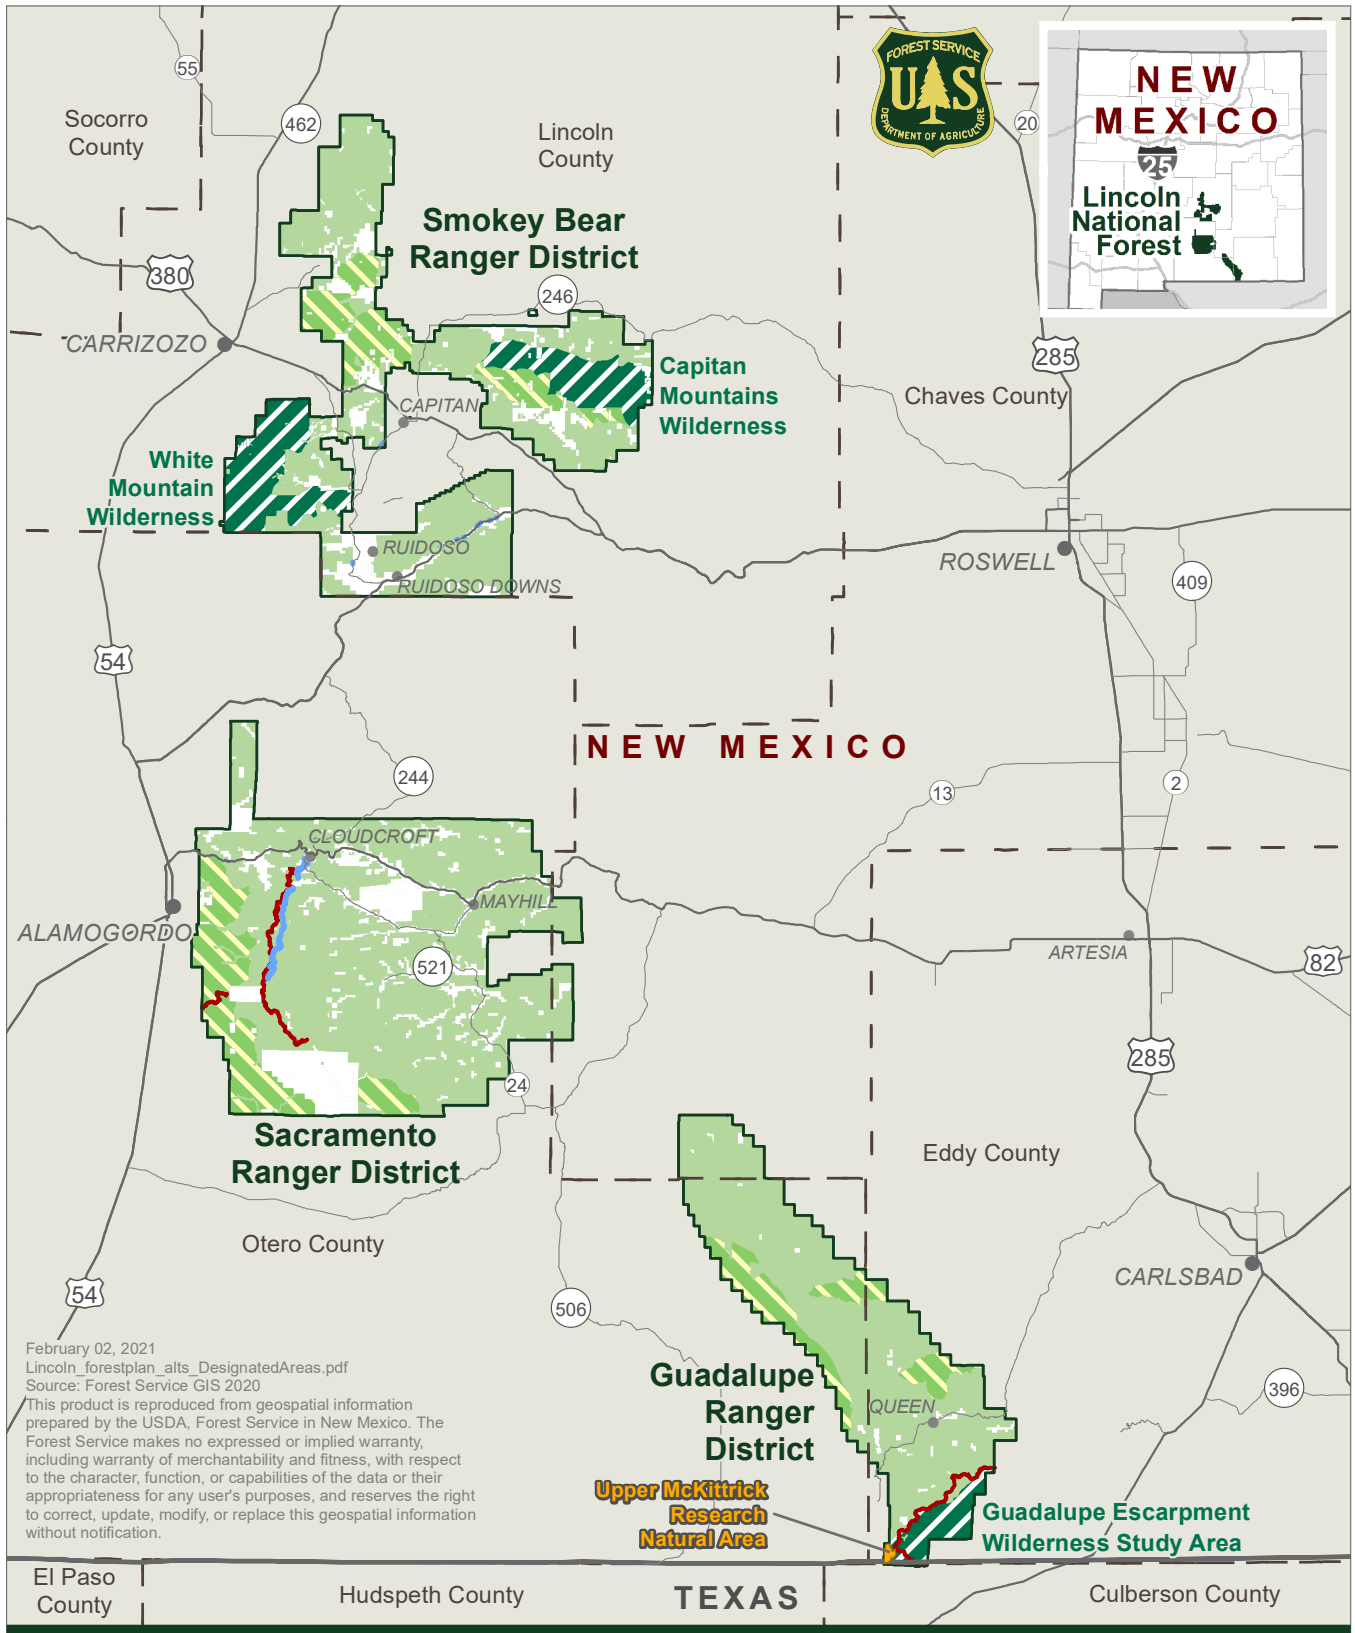 55
Socorro
County
462
Lincoln
County
FOREST SERVICE
U S
DEPARTMENT OF AGRICULTURE
20
NEW
MEXICO
25
Lincoln
National
Forest
Smokey Bear
Ranger District
380
246
CARRIZOZO
285
Capitan
Mountains
Wilderness
Chaves County
CAPITAN
White
Mountain
Wilderness
RUIDOSO
RUIDOSO DOWNS
ROSWELL
409
54
NEW MEXICO
244
13
2
CLOUDCROFT
MAYHILL
ALAMOGORDO
521
ARTESIA
82
285
24
Sacramento
Ranger District
Eddy County
Otero County
CARLSBAD
54
506
February 02, 2021
Lincoln_forestplan_alts_DesignatedAreas.pdf
Source: Forest Service GIS 2020
This product is reproduced from geospatial information
prepared by the USDA, Forest Service in New Mexico. The
Forest Service makes no expressed or implied warranty,
including warranty of merchantability and fitness, with respect
to the character, function, or capabilities of the data or their
appropriateness for any user's purposes, and reserves the right
to correct, update, modify, or replace this geospatial information
without notification.
Guadalupe
Ranger
District
QUEEN
396
Upper McKittrick
Research
Natural Area
Guadalupe Escarpment
Wilderness Study Area
El Paso
County
Hudspeth County
TEXAS
Culberson County